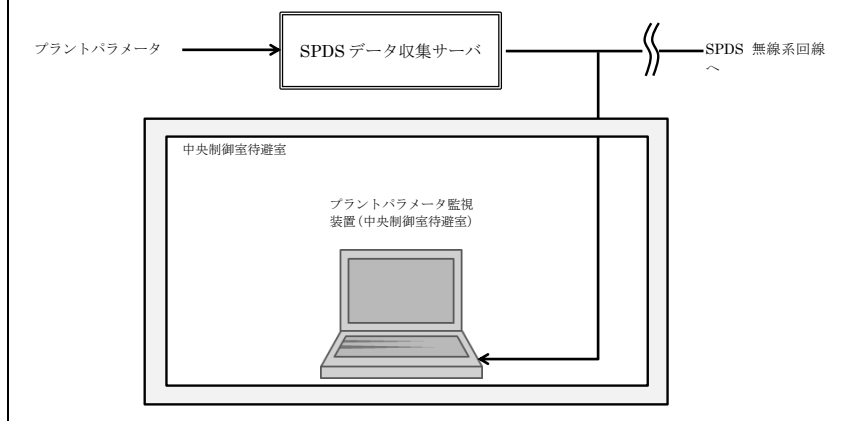 プラントパラメータ
SPDS データ収集サーバ
SPDS 無線系回線
へ
中央制御室待避室
プラントパラメータ監視
装置(中央制御室待避室)